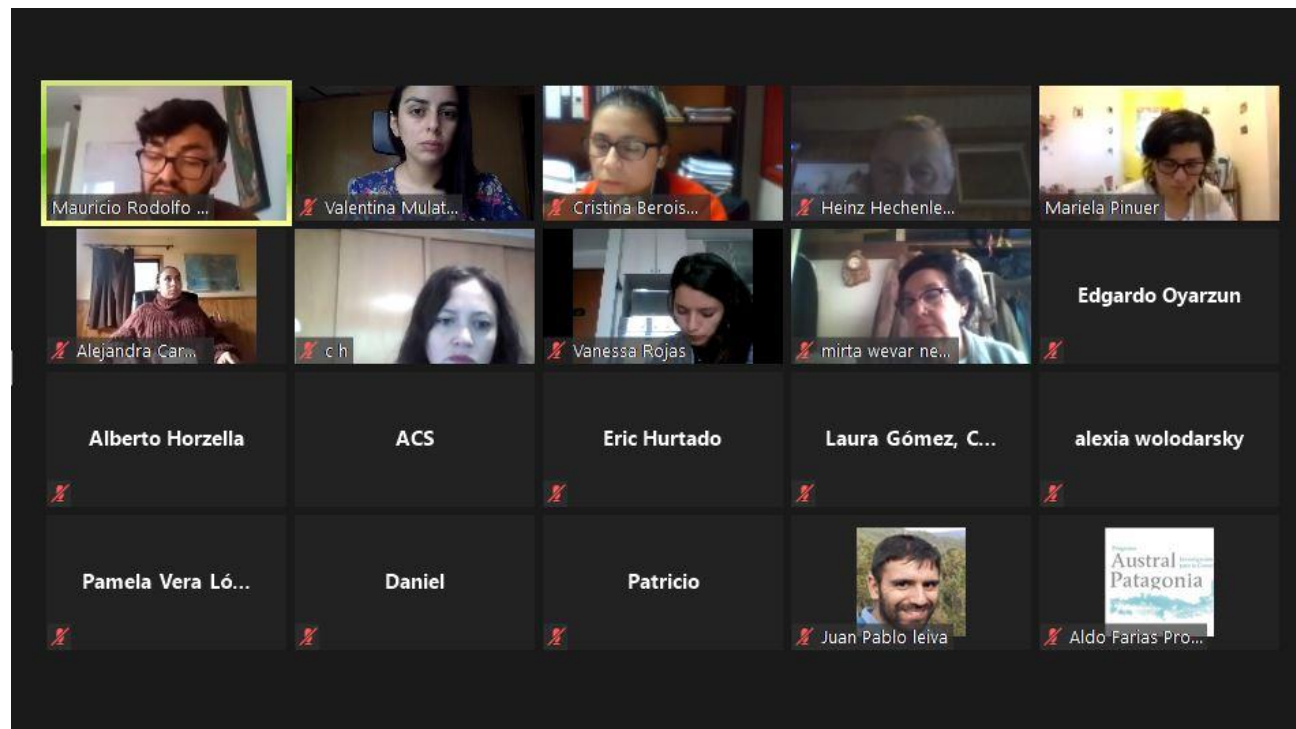 Mauricio Rodolfo ...
Valentina Mulat...
Cristina Berois...
Heinz Hechenle...
Mariela Pinuer
Alejandra Car...
c h
Vanessa Rojas
mirta wevar ne...
Edgardo Oyarzun
Alberto Horzella
ACS
Eric Hurtado
Laura Gómez, C...
alexia wolodarsky
Pamela Vera Ló...
Daniel
Patricio
Juan Pablo leiva
Programa
Austral
Patagonia
Aldo Farias Pro...